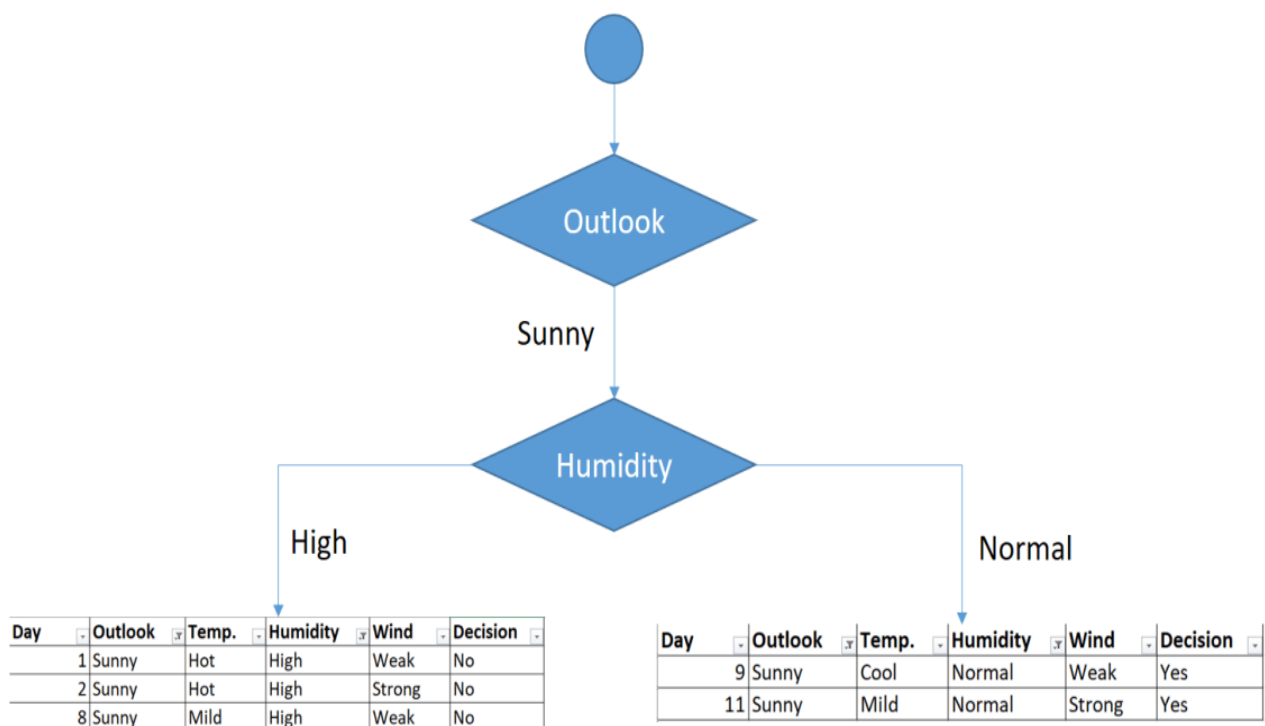 Outlook
Sunny
Humidity
High
Normal
Day Outlook Temp. Humidity Wind Decision
1 Sunny Hot High Weak No
2 Sunny Hot High Strong No
8 Sunny Mild High Weak No
Day Outlook Temp. Humidity Wind Decision
9 Sunny Cool Normal Weak Yes
11 Sunny Mild Normal Strong Yes